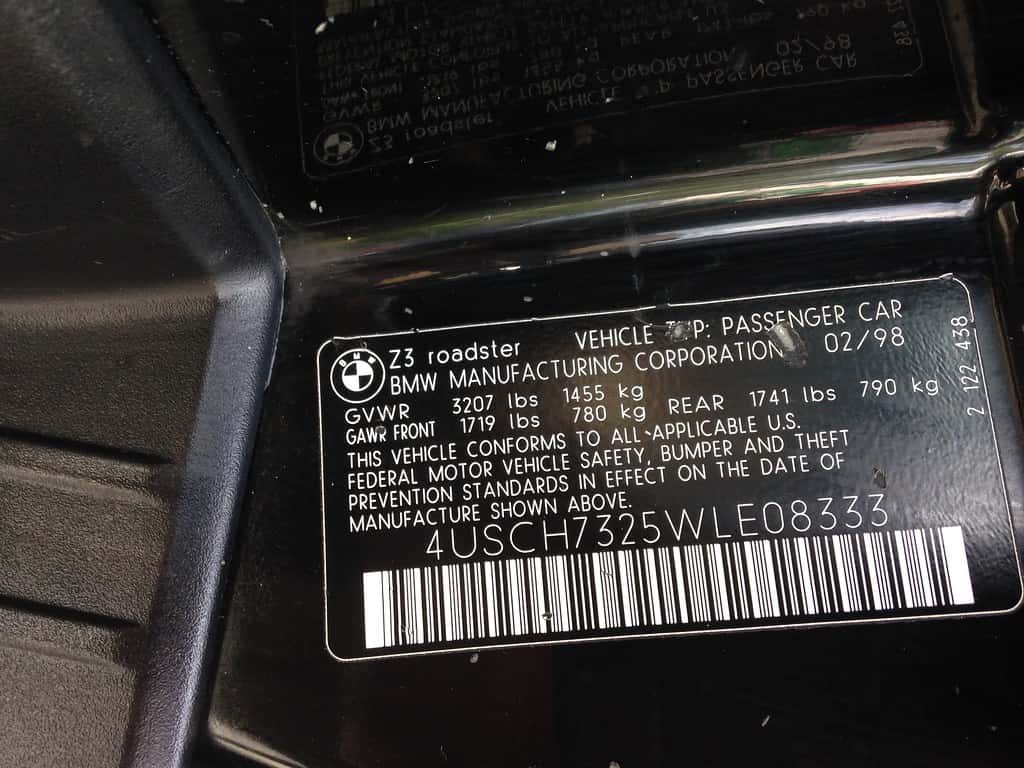 Z3 roadster VEHICLE TYP: PASSENGER CAR
BMW MANUFACTURING CORPORATION 02/98
GVWR 3207 lbs 1455 kg
GAWR FRONT 1719 lbs 780 kg REAR 1741 lbs 790 kg
THIS VEHICLE CONFORMS TO ALL APPLICABLE U.S.
FEDERAL MOTOR VEHICLE SAFETY, BUMPER AND THEFT
PREVENTION STANDARDS IN EFFECT ON THE DATE OF
MANUFACTURE SHOWN ABOVE.
4USCH7325WLE08333
2 122 438
BMW